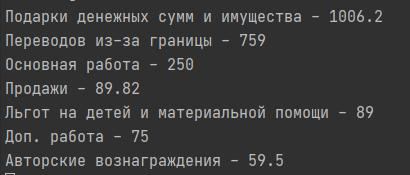 Подарки денежных сумм и имущества - 1006.2
Переводов из-за границы - 759
Основная работа - 250
Продажи - 89.82
Льгот на детей и материальной помощи - 89
Доп. работа - 75
Авторские вознаграждения - 59.5